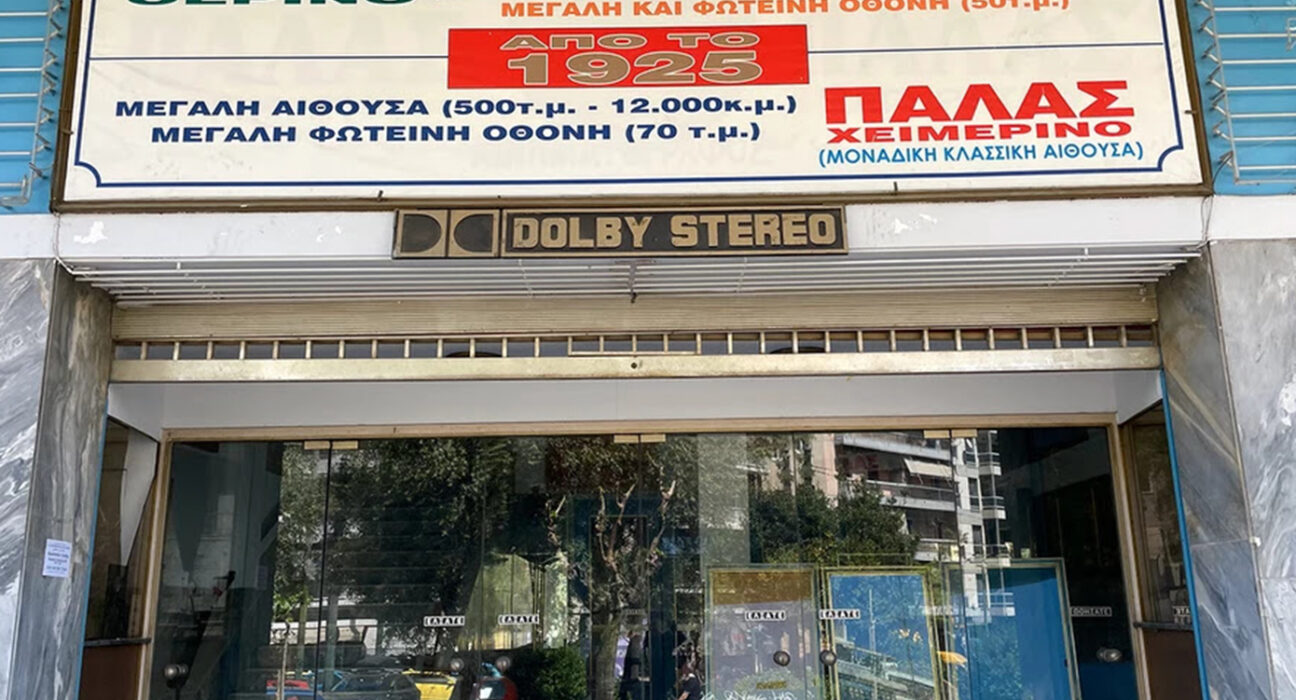 ΘΕΡΙΝΟ
ΜΕΓΑΛΗ ΚΑΙ ΦΩΤΕΙΝΗ ΟΘΟΝΗ (50τ.μ.)
ΑΠΟ ΤΟ
1925
ΜΕΓΑΛΗ ΑΙΘΟΥΣΑ (500τ.μ. - 12.000κ.μ.)
ΜΕΓΑΛΗ ΦΩΤΕΙΝΗ ΟΘΟΝΗ (70 τ.μ.)
ΠΑΛΑΣ
ΧΕΙΜΕΡΙΝΟ
(ΜΟΝΑΔΙΚΗ ΚΛΑΣΣΙΚΗ ΑΙΘΟΥΣΑ)
DOLBY STEREO
ΕΛΞΑΤΕ
ΕΛΞΑΤΕ
ΕΛΞΑΤΕ
ΕΛΞΑΤΕ